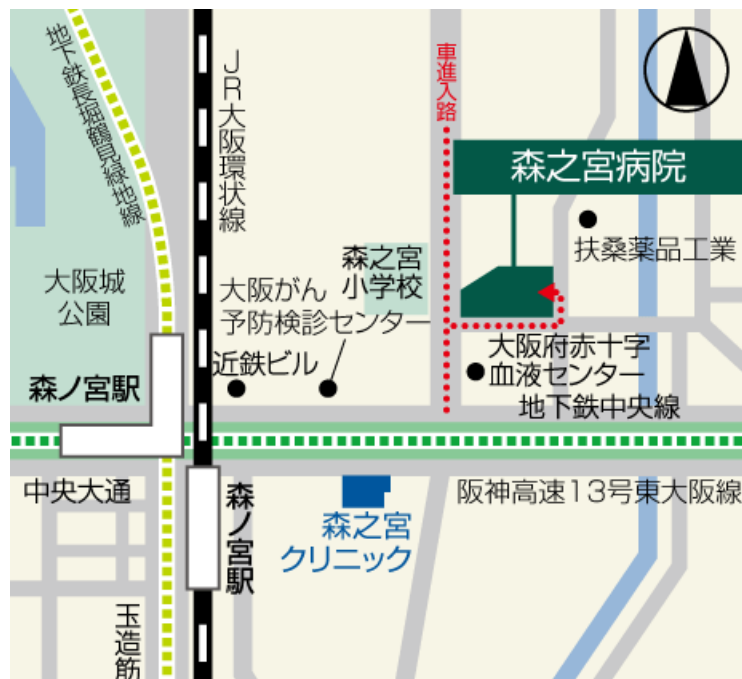 地下鉄長堀鶴見緑地線
JR大阪環状線
車進入路
森之宮病院
扶桑薬品工業
森之宮
小学校
大阪城
公園
大阪がん
予防検診センター
近鉄ビル
大阪府赤十字
血液センター
森ノ宮駅
地下鉄中央線
中央大通
森ノ宮駅
森之宮
クリニック
阪神高速13号東大阪線
玉造筋